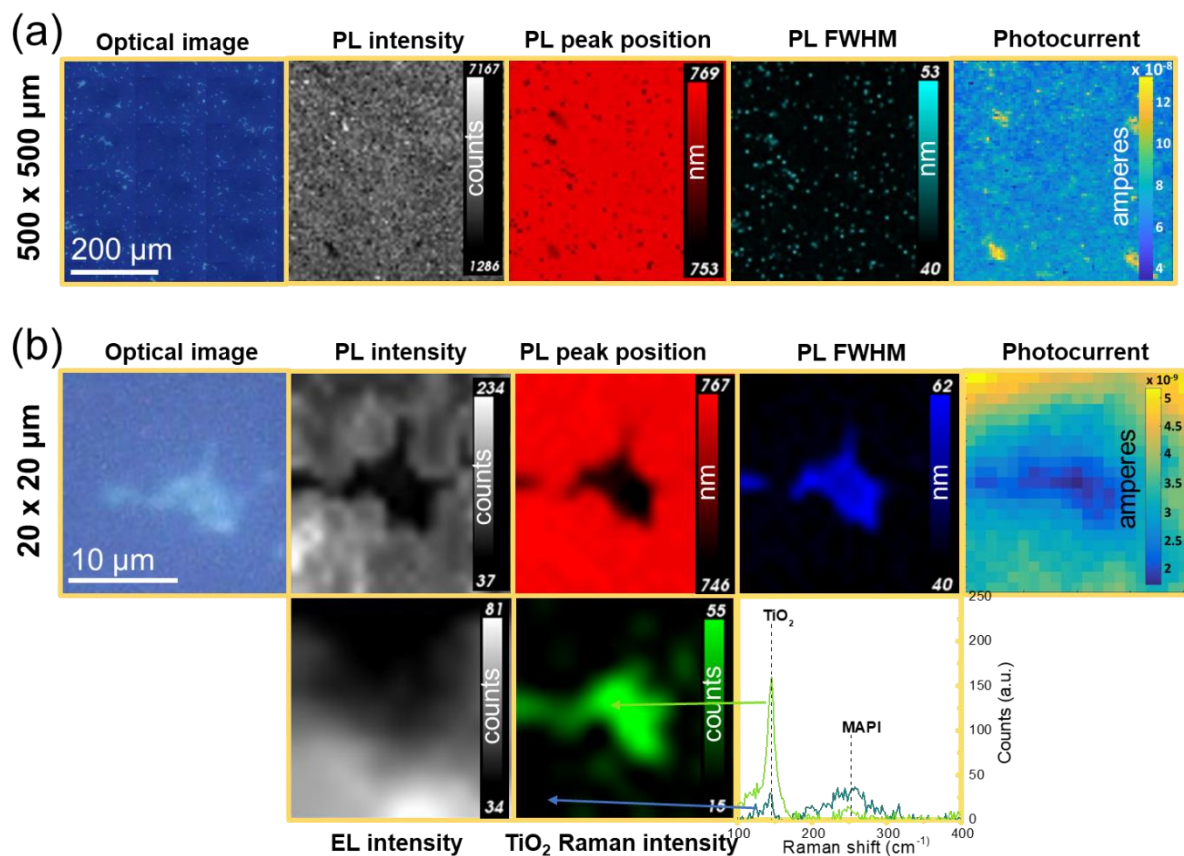 (a)
Optical image
PL intensity
PL peak position
PL FWHM
Photocurrent
500 x 500 µm
200 µm
7167
counts
1286
769
nm
753
53
nm
40
x 10⁻⁸
12
10
8
6
4
amperes
(b)
Optical image
PL intensity
PL peak position
PL FWHM
Photocurrent
20 x 20 µm
10 µm
234
counts
37
767
nm
746
62
nm
40
x 10⁻⁹
5
4.5
4
3.5
3
2.5
2
amperes
81
counts
34
EL intensity
55
counts
15
TiO₂ Raman intensity
TiO₂
MAPI
250
200
150
100
50
0
Counts (a.u.)
100
200
300
400
Raman shift (cm⁻¹)